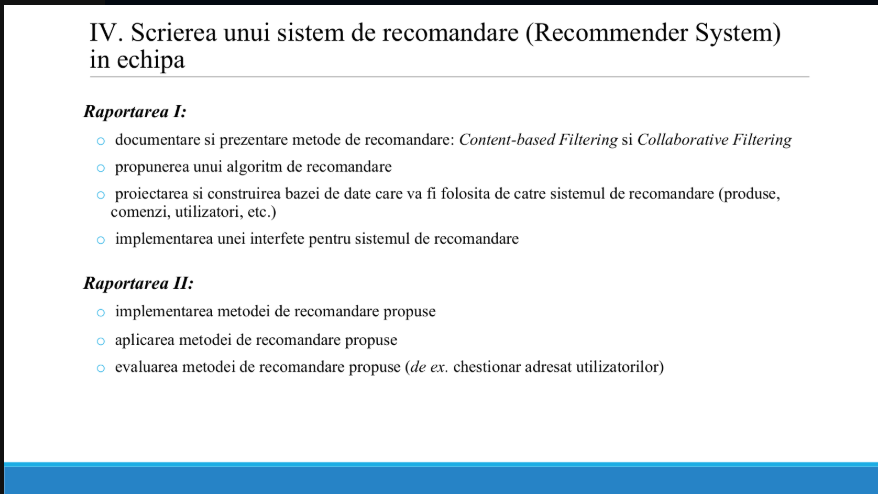 IV. Scrierea unui sistem de recomandare (Recommender System)
in echipa
Raportarea I:
documentare si prezentare metode de recomandare: Content-based Filtering si Collaborative Filtering
propunerea unui algoritm de recomandare
proiectarea si construirea bazei de date care va fi folosita de catre sistemul de recomandare (produse,
comenzi, utilizatori, etc.)
implementarea unei interfete pentru sistemul de recomandare
Raportarea II:
implementarea metodei de recomandare propuse
aplicarea metodei de recomandare propuse
evaluarea metodei de recomandare propuse (de ex. chestionar adresat utilizatorilor)